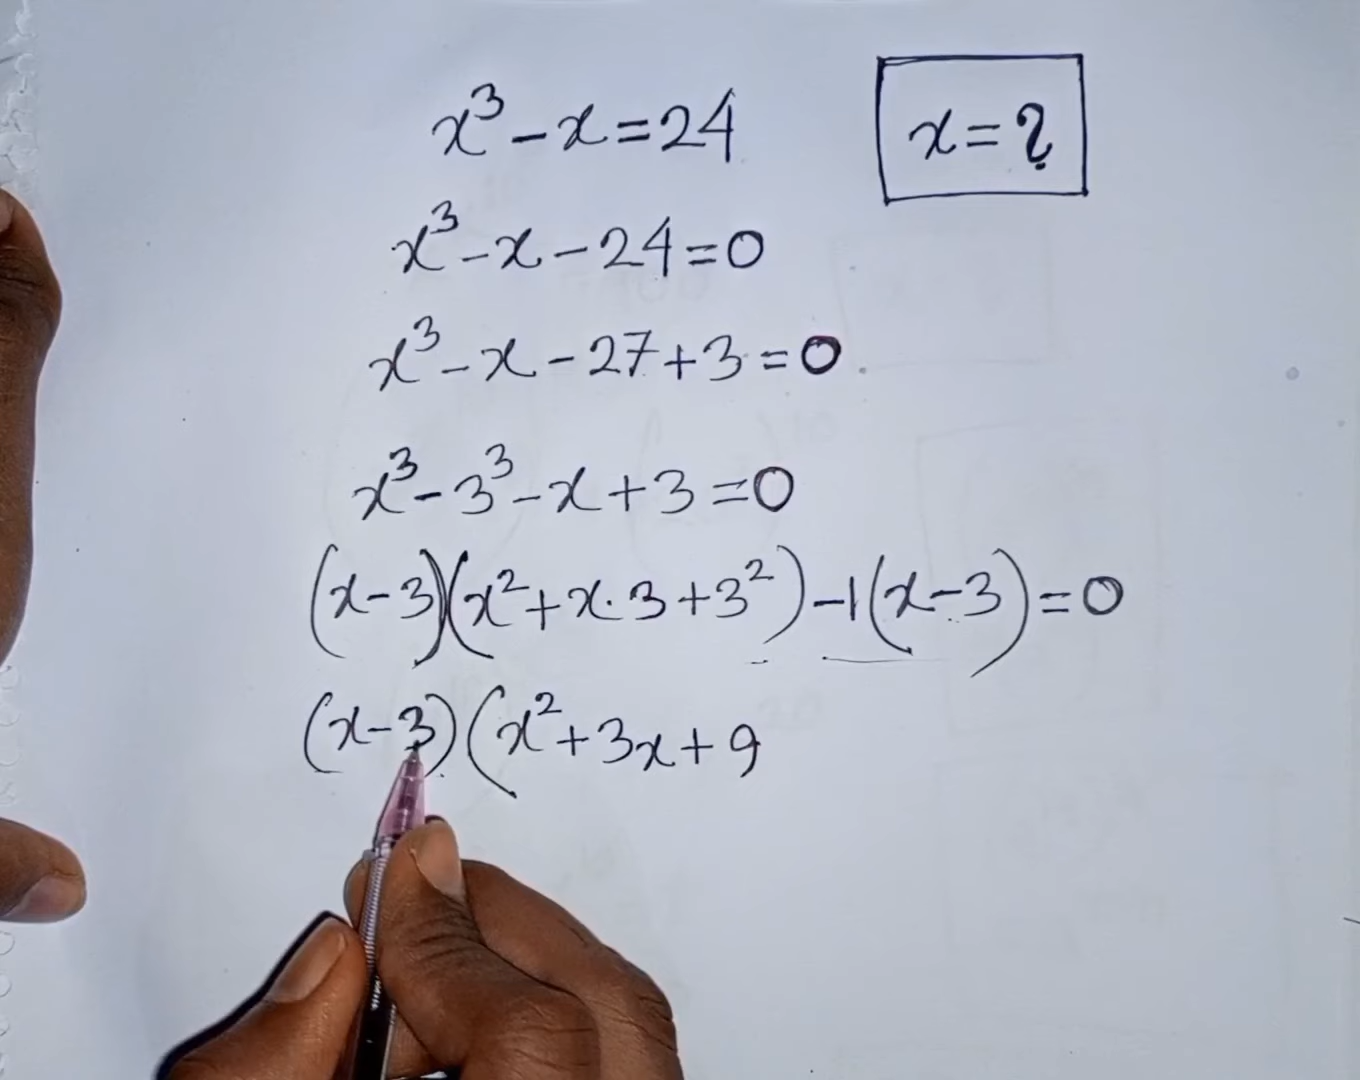 x³ - x = 24
x = ?
x³ - x - 24 = 0
x³ - x - 27 + 3 = 0
x³ - 3³ - x + 3 = 0
(x - 3)(x² + x · 3 + 3²) - 1(x - 3) = 0
(x - 3)(x² + 3x + 9